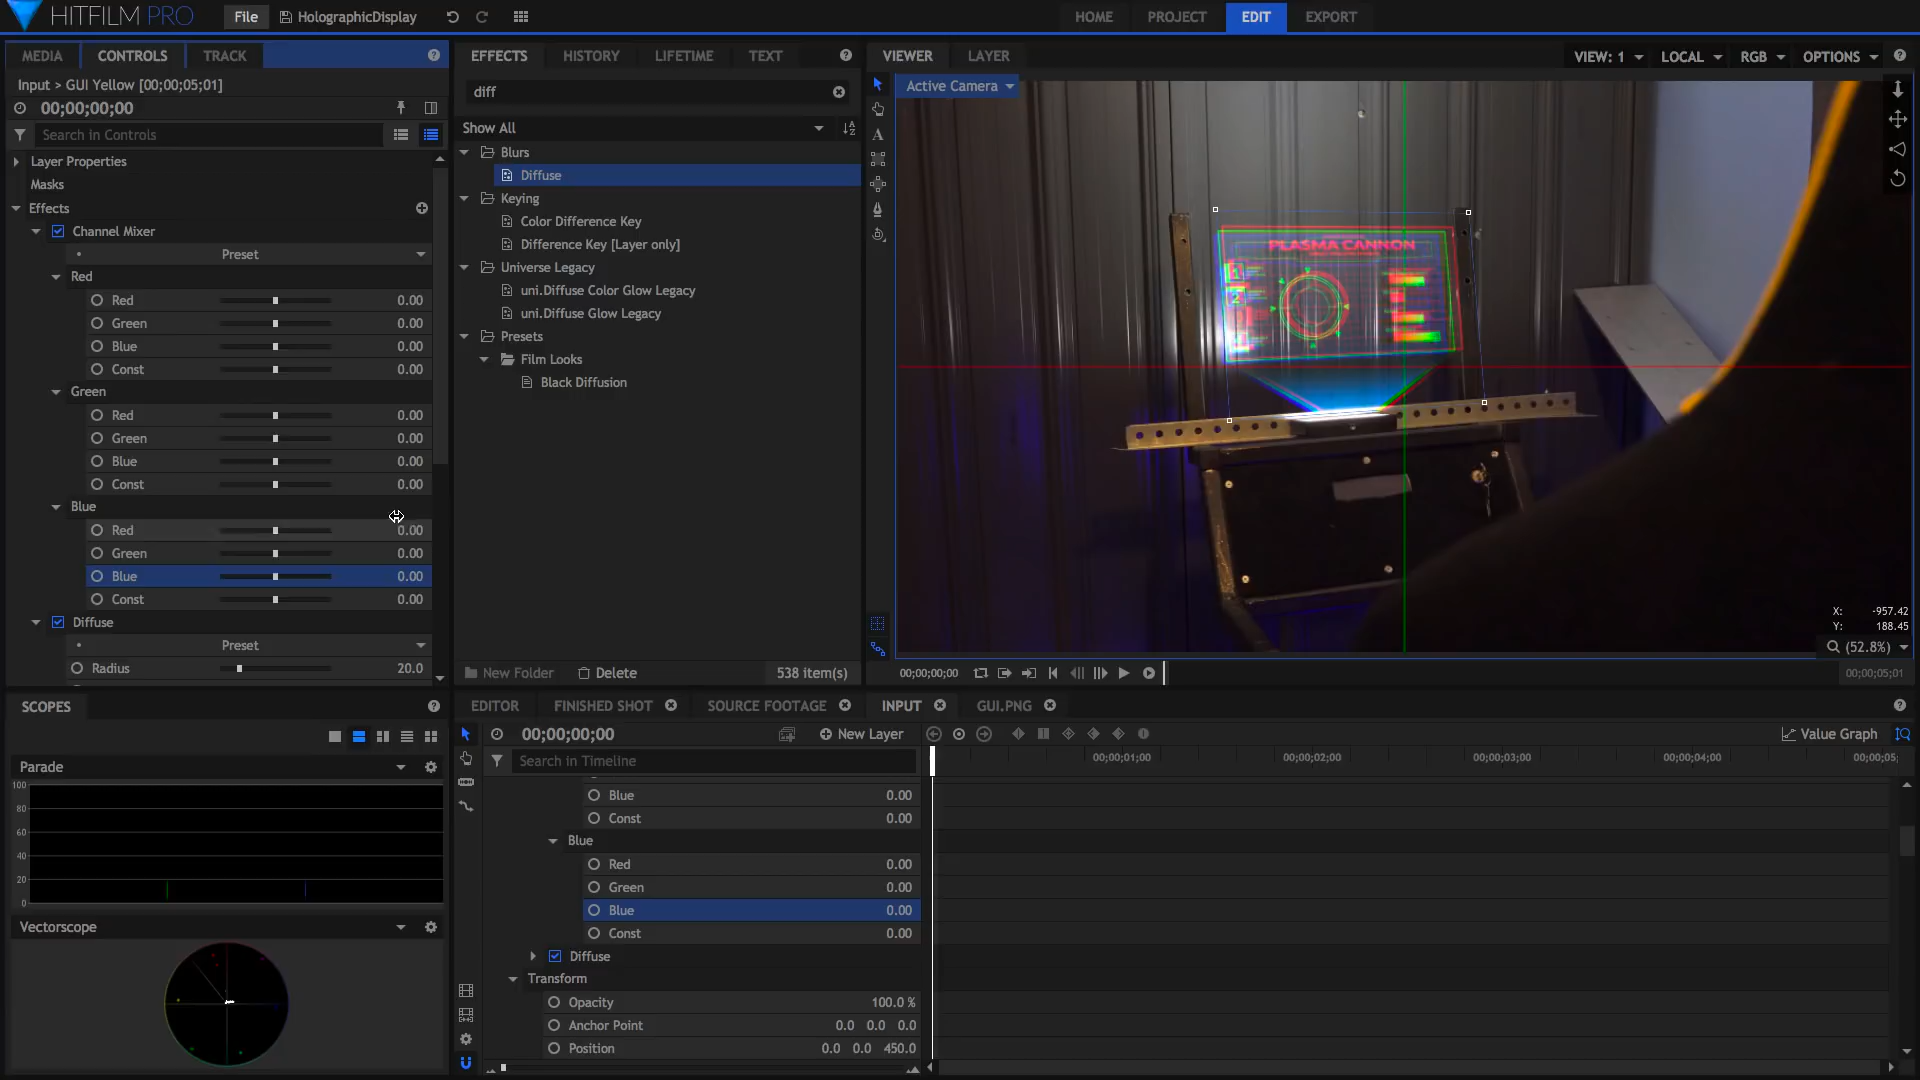 HITFILM PRO
File
HolographicDisplay
HOME
PROJECT
EDIT
EXPORT
MEDIA
CONTROLS
TRACK
Input > GUI Yellow [00;00;05;01]
00;00;00;00
Search in Controls
Layer Properties
Masks
Effects
Channel Mixer
Preset
Red
Red 0.00
Green 0.00
Blue 0.00
Const 0.00
Green
Red 0.00
Green 0.00
Blue 0.00
Const 0.00
Blue
Red 0.00
Green 0.00
Blue 0.00
Const 0.00
Diffuse
Preset
Radius 20.0
EFFECTS
HISTORY
LIFETIME
TEXT
diff
Show All
Blurs
Diffuse
Keying
Color Difference Key
Difference Key [Layer only]
Universe Legacy
uni.Diffuse Color Glow Legacy
uni.Diffuse Glow Legacy
Presets
Film Looks
Black Diffusion
New Folder
Delete
538 item(s)
VIEWER
LAYER
VIEW: 1
LOCAL
RGB
OPTIONS
Active Camera
PLASMA CANNON
1
2
X: -957.42
Y: 188.45
(52.8%)
00;00;00;00
00;00;05;01
SCOPES
Parade
100
80
60
40
20
0
Vectorscope
EDITOR
FINISHED SHOT
SOURCE FOOTAGE
INPUT
GUI.PNG
00;00;00;00
New Layer
Value Graph
Search in Timeline
00;00;01;00
00;00;02;00
00;00;03;00
00;00;04;00
00;00;05;
Blue 0.00
Const 0.00
Blue
Red 0.00
Green 0.00
Blue 0.00
Const 0.00
Diffuse
Transform
Opacity 100.0 %
Anchor Point 0.0 0.0 0.0
Position 0.0 0.0 450.0